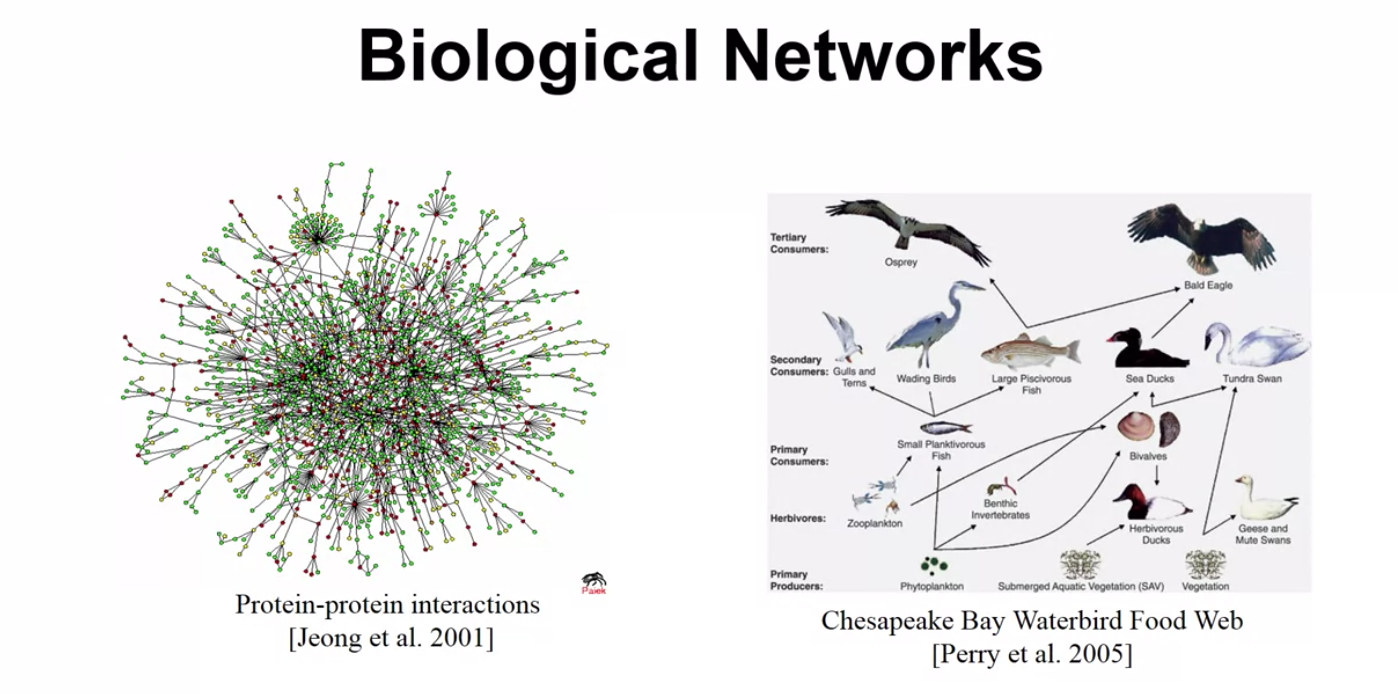 Biological Networks
Pajek
Protein-protein interactions
[Jeong et al. 2001]
Tertiary
Consumers:
Osprey
Bald Eagle
Secondary
Consumers:
Gulls and
Terns
Wading Birds
Large Piscivorous
Fish
Sea Ducks
Tundra Swan
Primary
Consumers:
Small Planktivorous
Fish
Bivalves
Herbivores:
Zooplankton
Benthic
Invertebrates
Herbivorous
Ducks
Geese and
Mute Swans
Primary
Producers:
Phytoplankton
Submerged Aquatic Vegetation (SAV)
Vegetation
Chesapeake Bay Waterbird Food Web
[Perry et al. 2005]